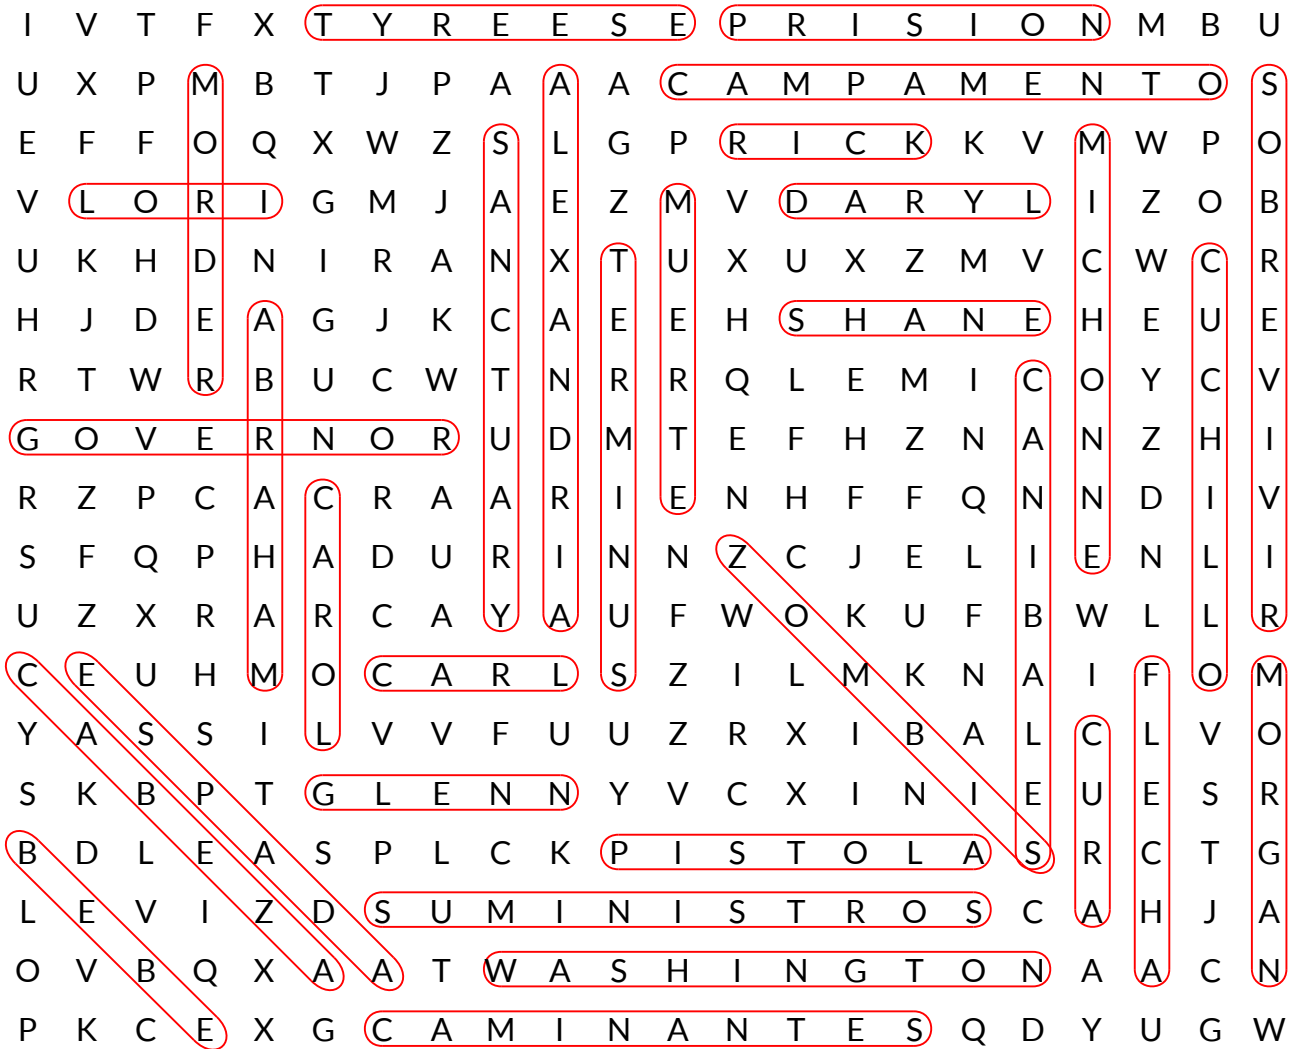 I V T F X T Y R E E S E P R I S I O N M B U
U X P M B T J P A A A C A M P A M E N T O S
E F F O Q X W Z S L G P R I C K K V M W P O
V L O R I G M J A E Z M V D A R Y L I Z O B
U K H D N I R A N X T U X U X Z M V C W C R
H J D E A G J K C A E E H S H A N E H E U E
R T W R B U C W T N R R Q L E M I C O Y C V
G O V E R N O R U D M T E F H Z N A N Z H I
R Z P C A C R A A R I E N H F F Q N N D I V
S F Q P H A D U R I N N Z C J E L I E N L I
U Z X R A R C A Y A U F W O K U F B W L L R
C E U H M O C A R L S Z I L M K N A I F O M
Y A S S I L V V F U U Z R X I B A L C L V O
S K B P T G L E N N Y V C X I N I E U E S R
B D L E A S P L C K P I S T O L A S R C T G
L E V I Z D S U M I N I S T R O S C A H J A
O V B Q X A A T W A S H I N G T O N A A C N
P K C E X G C A M I N A N T E S Q D Y U G W